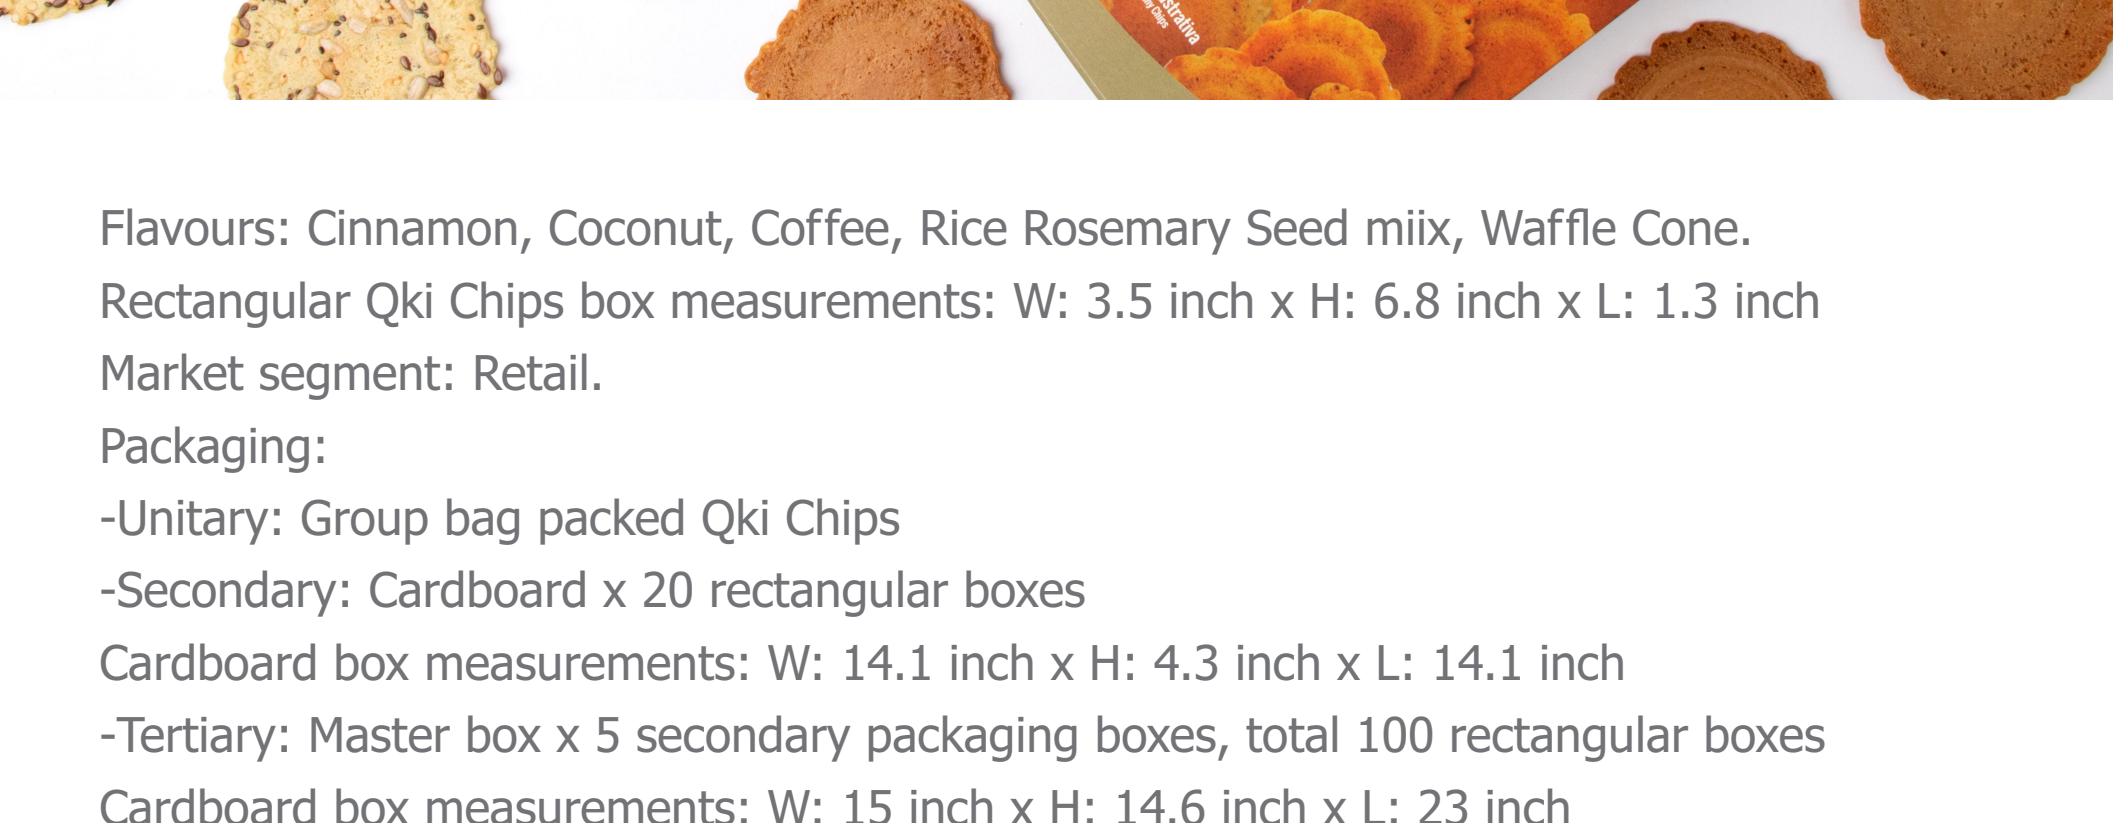 strativa
ny Chips
Flavours: Cinnamon, Coconut, Coffee, Rice Rosemary Seed miix, Waffle Cone.
Rectangular Qki Chips box measurements: W: 3.5 inch x H: 6.8 inch x L: 1.3 inch
Market segment: Retail.
Packaging:
-Unitary: Group bag packed Qki Chips
-Secondary: Cardboard x 20 rectangular boxes
Cardboard box measurements: W: 14.1 inch x H: 4.3 inch x L: 14.1 inch
-Tertiary: Master box x 5 secondary packaging boxes, total 100 rectangular boxes
Cardboard box measurements: W: 15 inch x H: 14.6 inch x L: 23 inch